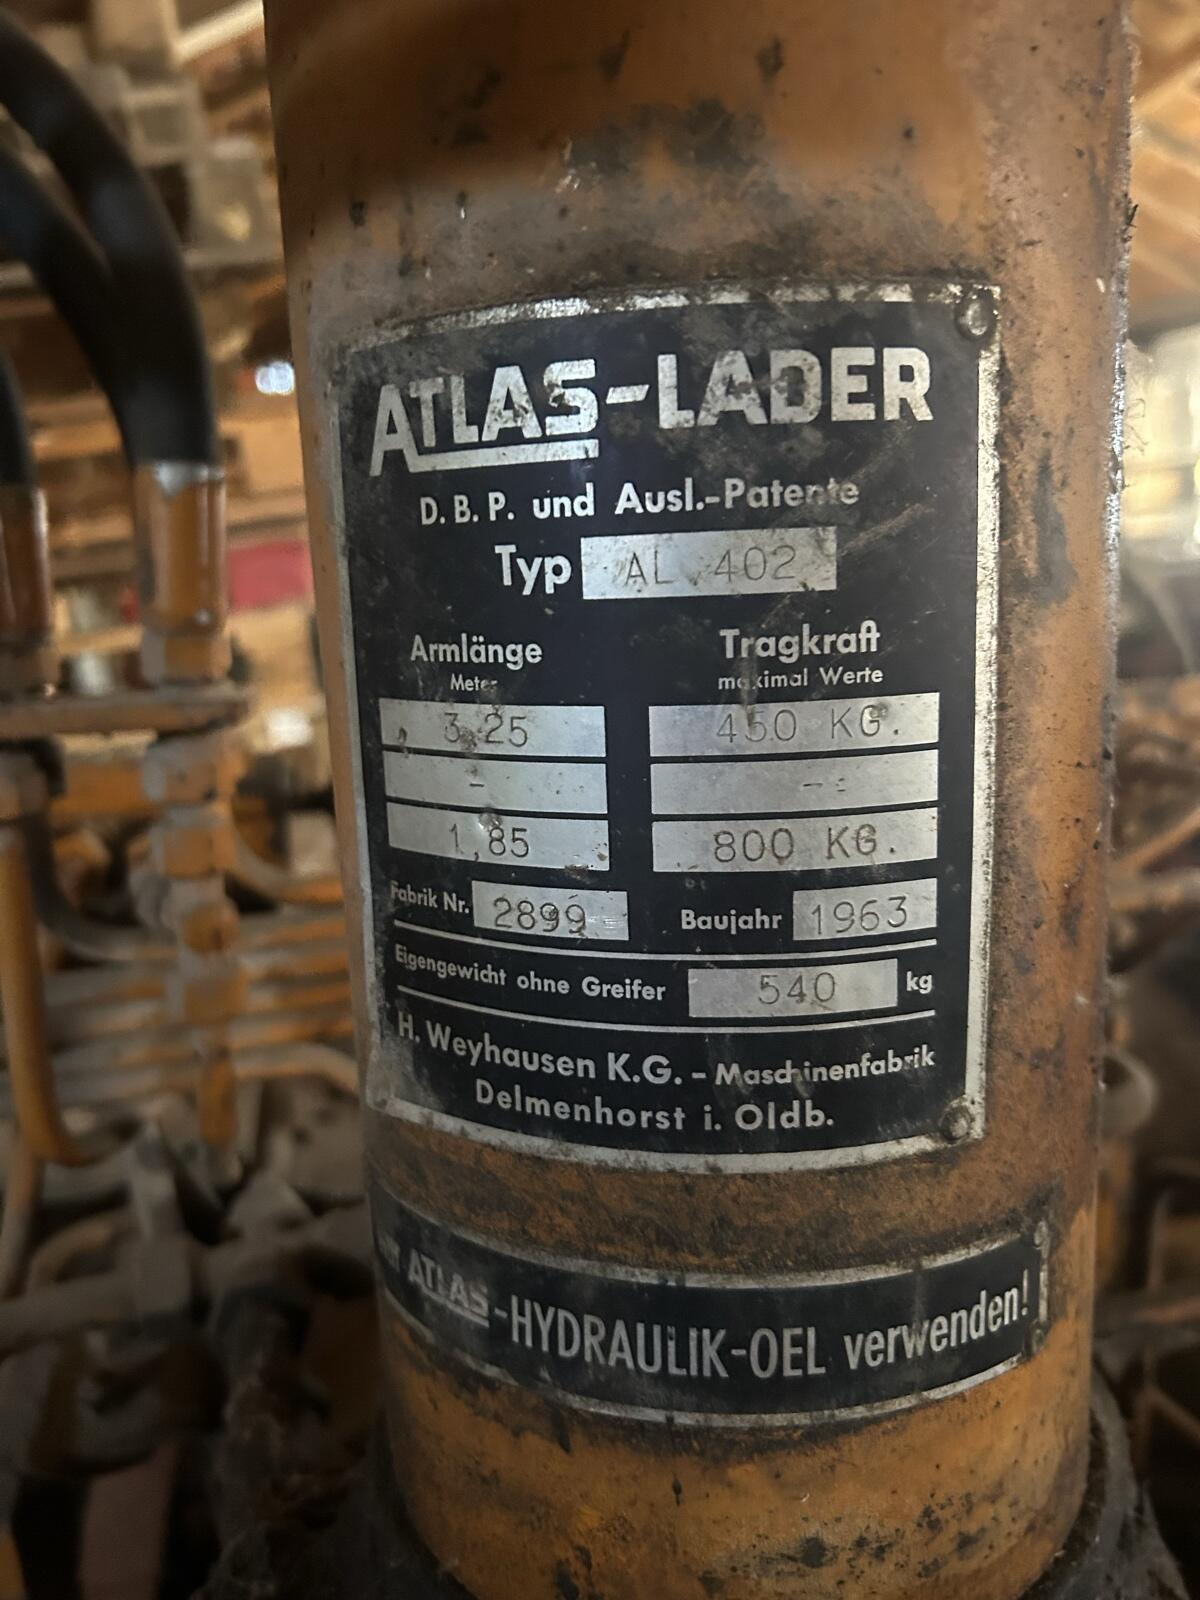 ATLAS-LADER
D.B.P. und Ausl.-Patente
Typ AL 402
Armlänge Tragkraft
Meter maximal Werte
3,25 450 KG.
- -
1,85 800 KG.
Fabrik Nr. 2899 Baujahr 1963
Eigengewicht ohne Greifer 540 kg
H. Weyhausen K.G. - Maschinenfabrik
Delmenhorst i. Oldb.
ATLAS-HYDRAULIK-OEL verwenden!